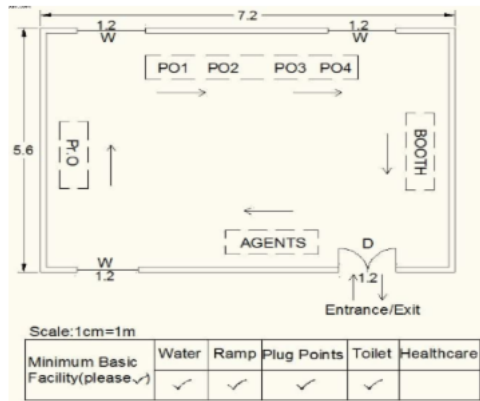 7.2
1.2
W
1.2
W
PO1 PO2 PO3 PO4
5.6
Pr.O
BOOTH
AGENTS
D
W
1.2
1.2
Entrance/Exit
Scale:1cm=1m
Minimum Basic Facility(please ✓) Water Ramp Plug Points Toilet Healthcare
✓ ✓ ✓ ✓